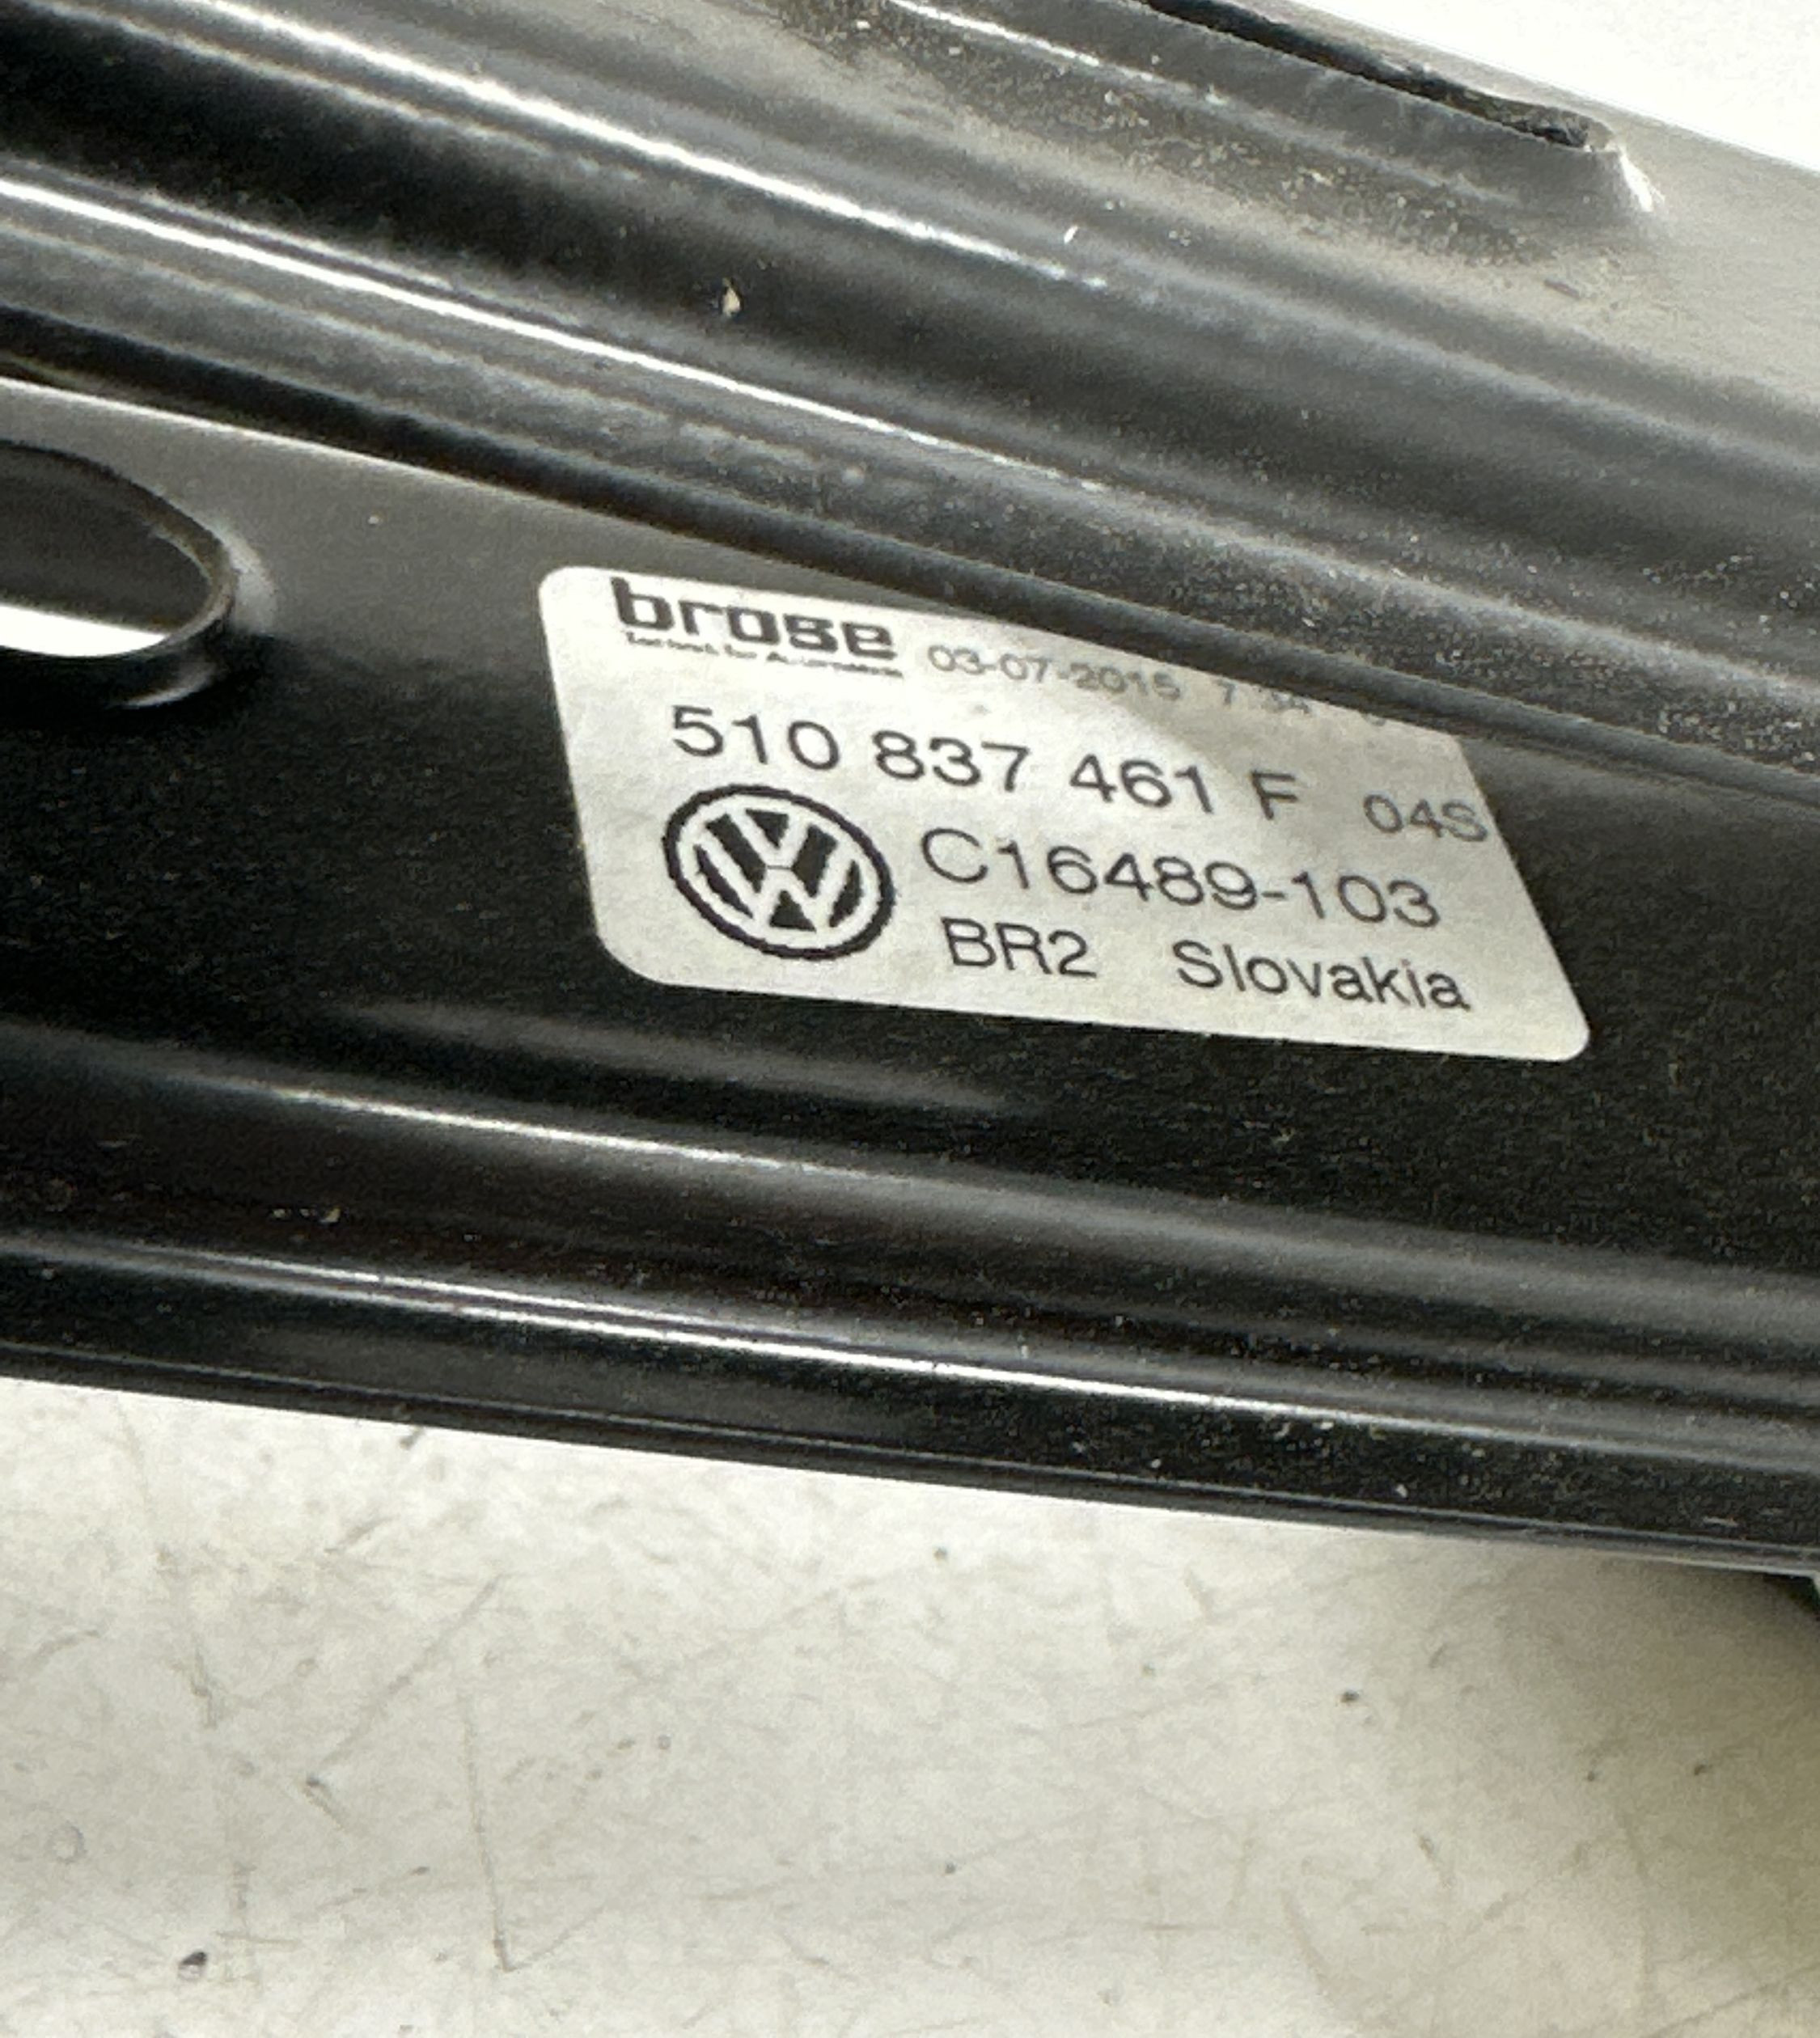 brose
03-07-2015
510 837 461 F 04S
C16489-103
BR2 Slovakia